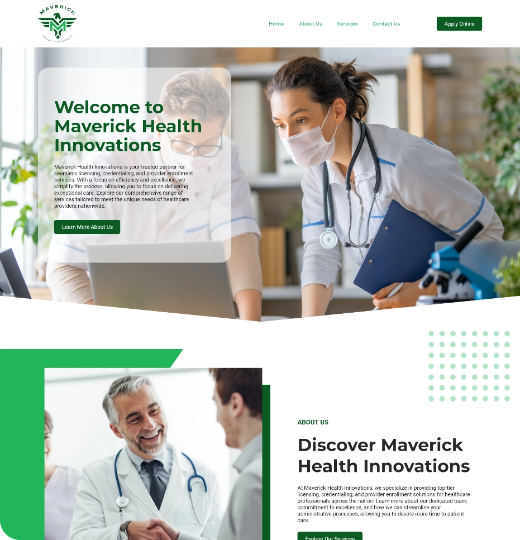 MAVERICK
Home About Us Services Contact Us Apply Online
Welcome to
Maverick Health
Innovations
Maverick Health Innovations is your trusted partner for
seamless licensing, credentialing, and provider enrollment
services. With a focus on efficiency and excellence, we
simplify the process, allowing you to focus on delivering
exceptional care. Explore our comprehensive range of
services tailored to meet the unique needs of healthcare
providers nationwide.
Learn More About Us
ABOUT US
Discover Maverick
Health Innovations
At Maverick Health Innovations, we specialize in providing top-tier
licensing, credentialing, and provider enrollment solutions for healthcare
professionals across the nation. Learn more about our dedicated team,
commitment to excellence, and how we can streamline your
administrative processes, allowing you to devote more time to patient
care.
Explore Our Services